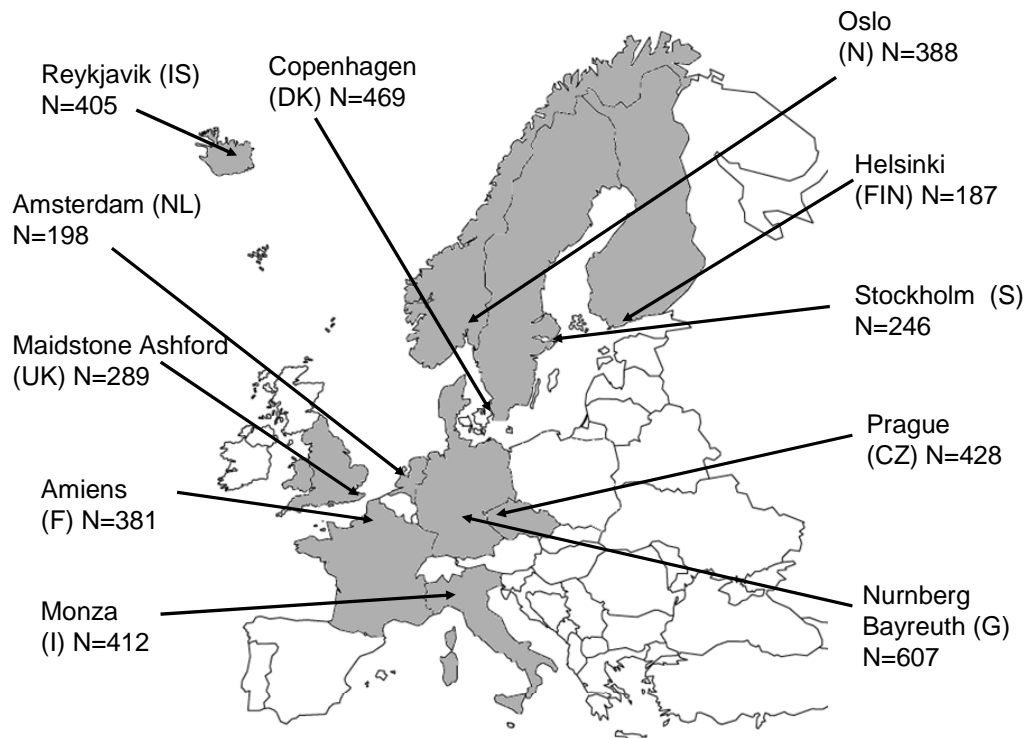 Oslo
(N) N=388
Reykjavik (IS)
N=405
Copenhagen
(DK) N=469
Helsinki
(FIN) N=187
Amsterdam (NL)
N=198
Stockholm (S)
N=246
Maidstone Ashford
(UK) N=289
Prague
(CZ) N=428
Amiens
(F) N=381
Monza
(I) N=412
Nurnberg
Bayreuth (G)
N=607